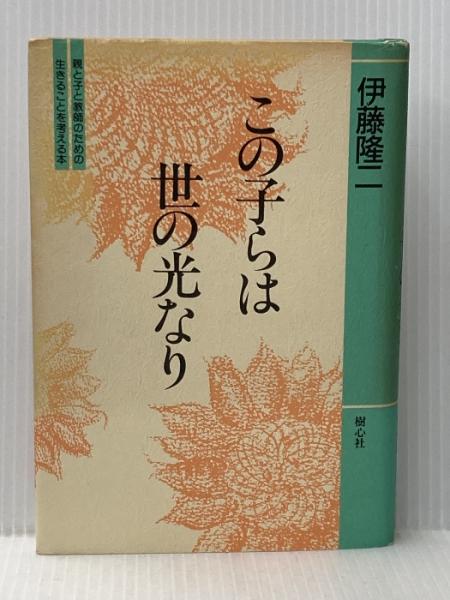 伊藤隆二
この子らは
世の光なり
親と子と教師のための
生きることを考える本
樹心社